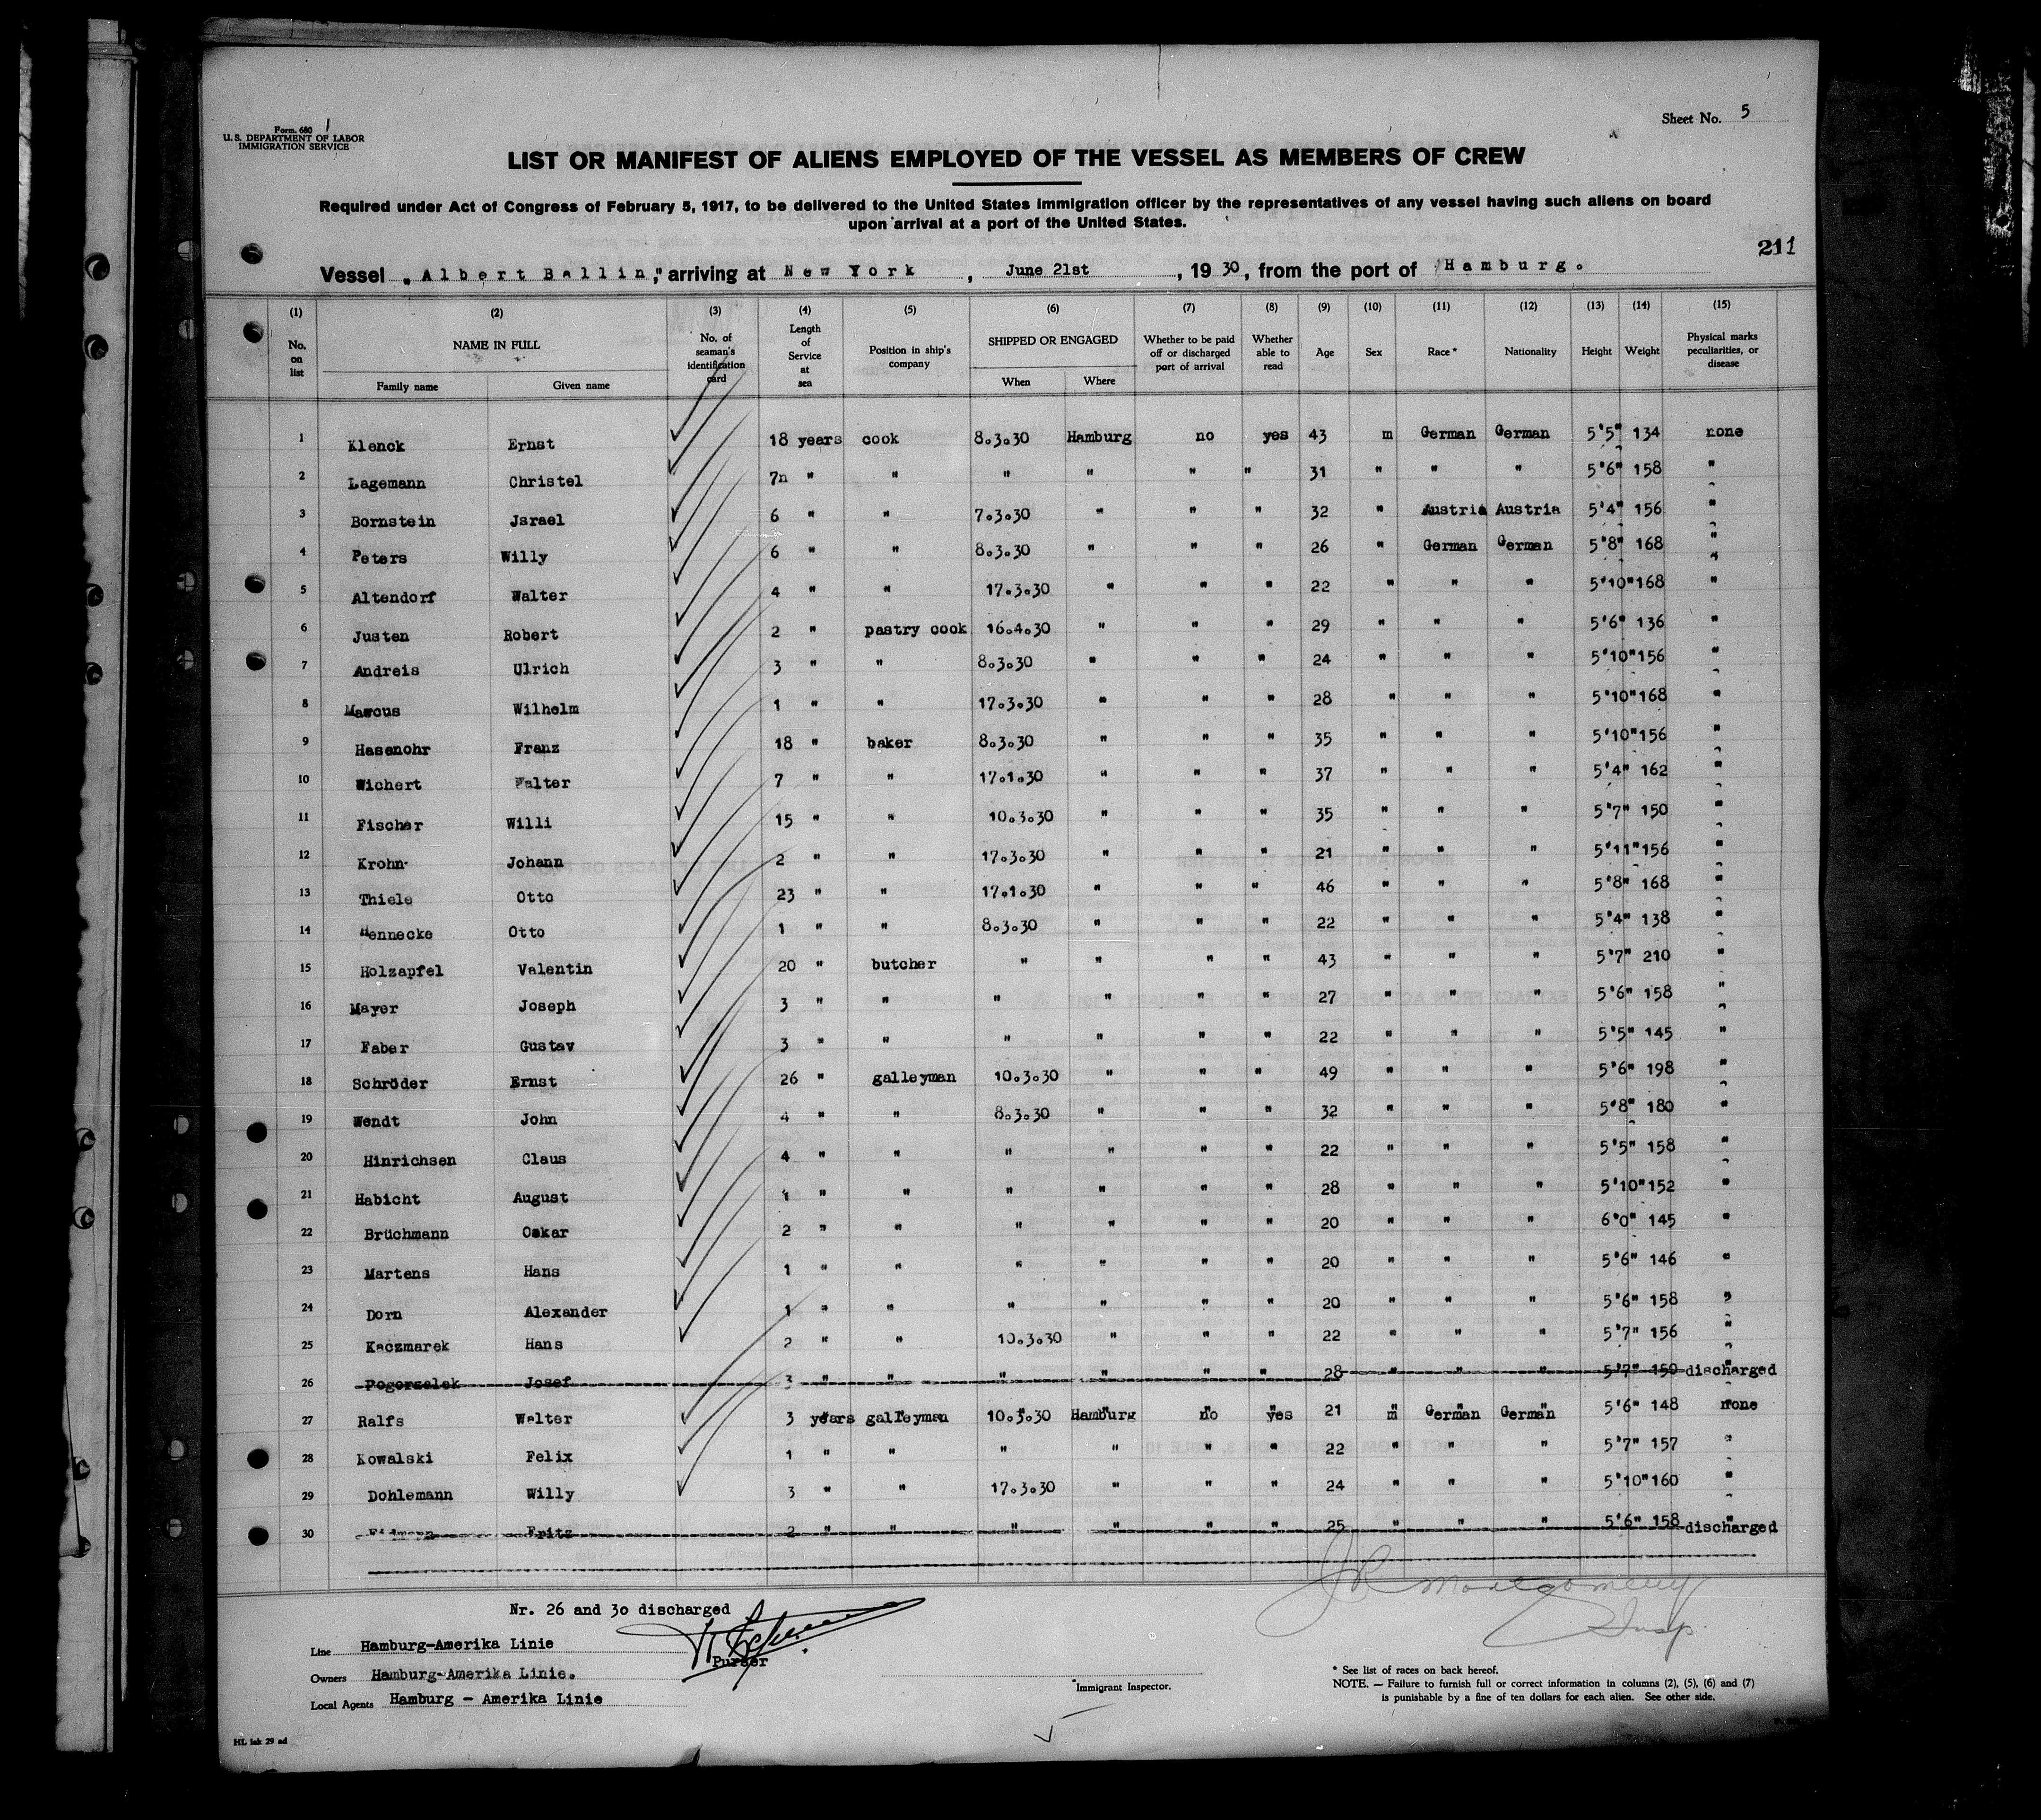 Form. 680
U. S. DEPARTMENT OF LABOR
IMMIGRATION SERVICE
Sheet No. 5
LIST OR MANIFEST OF ALIENS EMPLOYED OF THE VESSEL AS MEMBERS OF CREW
Required under Act of Congress of February 5, 1917, to be delivered to the United States Immigration officer by the representatives of any vessel having such aliens on board
upon arrival at a port of the United States.
211
Vessel „Albert Ballin," arriving at New York, June 21st, 1930, from the port of Hamburg.
(1) (2) (3) (4) (5) (6) (7) (8) (9) (10) (11) (12) (13) (14) (15)
No. on list NAME IN FULL Family name Given name No. of seaman's identification card Length of Service at sea Position in ship's company SHIPPED OR ENGAGED When Where Whether to be paid off or discharged port of arrival Whether able to read Age Sex Race * Nationality Height Weight Physical marks peculiarities, or disease
1 Klenck Ernst 18 years cook 8.3.30 Hamburg no yes 43 m German German 5'5" 134 none
2 Lagemann Christel 7n " " " " " " 31 " " " 5'6" 158 "
3 Bornstein Jsrael 6 " " 7.3.30 " " " 32 " Austria Austria 5'4" 156 "
4 Peters Willy 6 " " 8.3.30 " " " 26 " German German 5'8" 168 "
5 Altendorf Walter 4 " " 17.3.30 " " " 22 " " " 5'10" 168 "
6 Justen Robert 2 " pastry cook 16.4.30 " " " 29 " " " 5'6" 136 "
7 Andreis Ulrich 3 " " 8.3.30 " " " 24 " " " 5'10" 156 "
8 Marcus Wilhelm 1 " " 17.3.30 " " " 28 " " " 5'10" 168 "
9 Hasenohr Franz 18 " baker 8.3.30 " " " 35 " " " 5'10" 156 "
10 Wichert Walter 7 " " 17.1.30 " " " 37 " " " 5'4" 162 "
11 Fischer Willi 15 " " 10.3.30 " " " 35 " " " 5'7" 150 "
12 Krohn Johann 2 " " 17.3.30 " " " 21 " " " 5'11" 156 "
13 Thiele Otto 23 " " 17.1.30 " " " 46 " " " 5'8" 168 "
14 Hennecke Otto 1 " " 8.3.30 " " " 22 " " " 5'4" 138 "
15 Holzapfel Valentin 20 " butcher " " " " 43 " " " 5'7" 210 "
16 Mayer Joseph 3 " " " " " " 27 " " " 5'6" 158 "
17 Faber Gustav 3 " " " " " " 22 " " " 5'5" 145 "
18 Schröder Ernst 26 " galleyman 10.3.30 " " " 49 " " " 5'6" 198 "
19 Wendt John 4 " " 8.3.30 " " " 32 " " " 5'8" 180 "
20 Hinrichsen Claus 4 " " " " " " 22 " " " 5'5" 158 "
21 Habicht August 1 " " " " " " 28 " " " 5'10" 152 "
22 Brüchmann Oskar 2 " " " " " " 20 " " " 6'0" 145 "
23 Martens Hans 1 " " " " " " 20 " " " 5'6" 146 "
24 Dorn Alexander 1 " " " " " " 20 " " " 5'6" 158 "
25 Kaczmarek Hans 2 " " 10.3.30 " " " 22 " " " 5'7" 156 "
26 Pogorzelek Josef 3 " " " " " " 28 " " " 5'7" 150 discharged
27 Ralfs Walter 3 years galleyman 10.3.30 Hamburg no yes 21 m German German 5'6" 148 none
28 Kowalski Felix 1 " " " " " " 22 " " " 5'7" 157 "
29 Dohlemann Willy 3 " " 17.3.30 " " " 24 " " " 5'10" 160 "
30 Fritz 2 " " " " " " 25 " " " 5'6" 158 discharged
J R Montgomery
Insp.
Nr. 26 and 30 discharged
Line Hamburg-Amerika Linie
Purser
Owners Hamburg-Amerika Linie.
Local Agents Hamburg - Amerika Linie
Immigrant Inspector.
* See list of races on back hereof.
NOTE. — Failure to furnish full or correct information in columns (2), (5), (6) and (7)
is punishable by a fine of ten dollars for each alien. See other side.
HL lak 29 ad